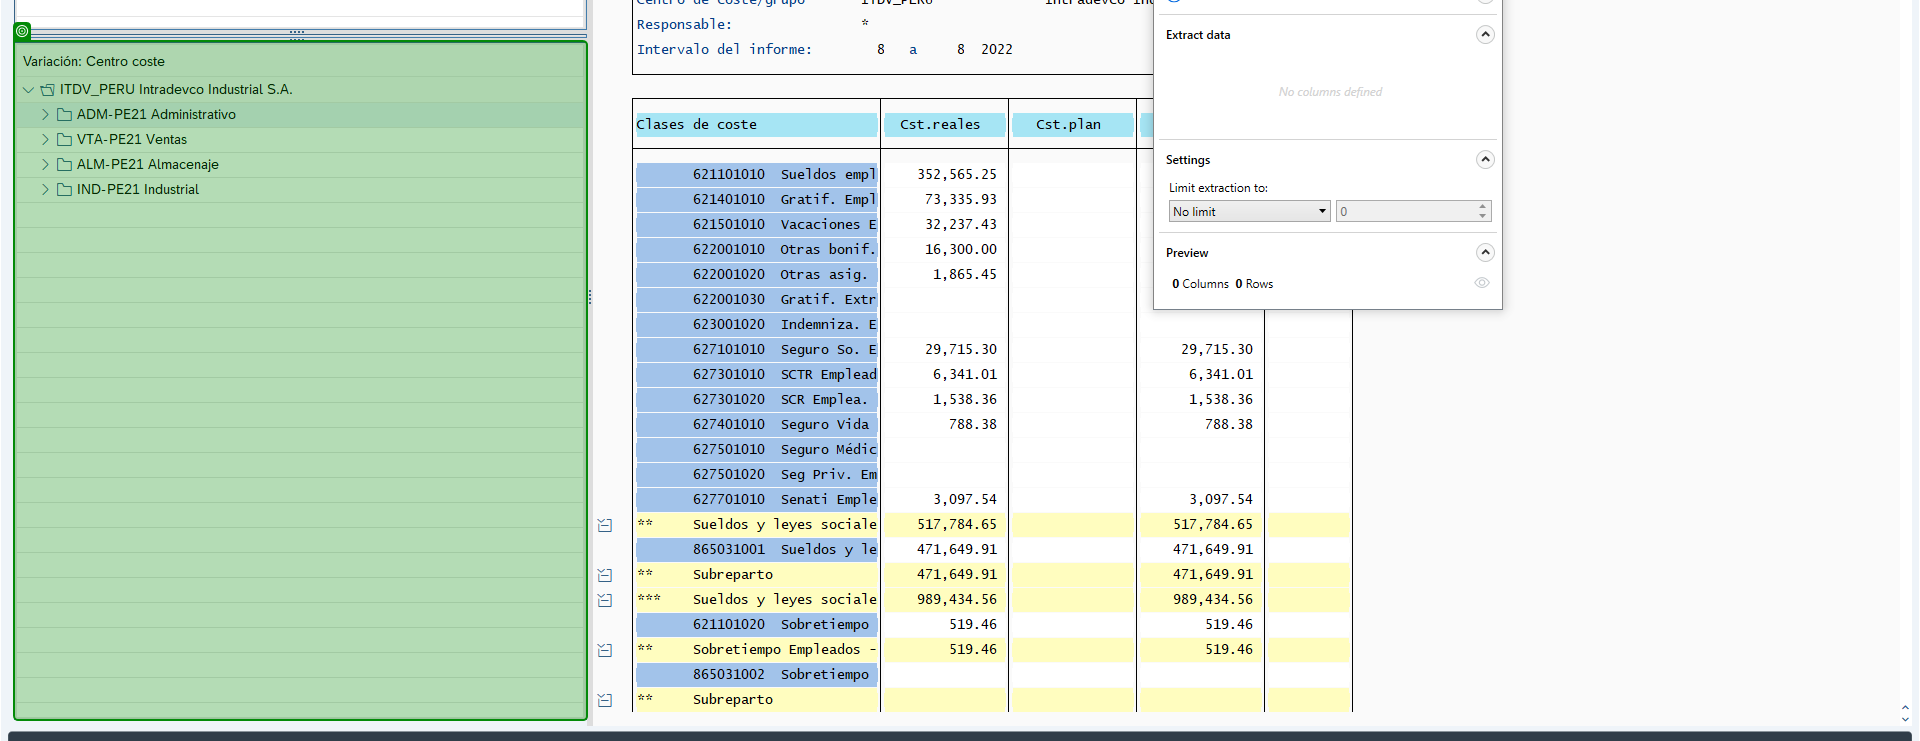 Variación: Centro coste
ITDV_PERU Intradevco Industrial S.A.
ADM-PE21 Administrativo
VTA-PE21 Ventas
ALM-PE21 Almacenaje
IND-PE21 Industrial
Centro de coste/grupo ITDV_PERU Intradevco Ind
Responsable: *
Intervalo del informe: 8 a 8 2022
Clases de coste Cst.reales Cst.plan
621101010 Sueldos empl 352,565.25
621401010 Gratif. Empl 73,335.93
621501010 Vacaciones E 32,237.43
622001010 Otras bonif. 16,300.00
622001020 Otras asig. 1,865.45
622001030 Gratif. Extr
623001020 Indemniza. E
627101010 Seguro So. E 29,715.30 29,715.30
627301010 SCTR Emplead 6,341.01 6,341.01
627301020 SCR Emplea. 1,538.36 1,538.36
627401010 Seguro Vida 788.38 788.38
627501010 Seguro Médic
627501020 Seg Priv. Em
627701010 Senati Emple 3,097.54 3,097.54
** Sueldos y leyes sociale 517,784.65 517,784.65
865031001 Sueldos y le 471,649.91 471,649.91
** Subreparto 471,649.91 471,649.91
*** Sueldos y leyes sociale 989,434.56 989,434.56
621101020 Sobretiempo 519.46 519.46
** Sobretiempo Empleados - 519.46 519.46
865031002 Sobretiempo
** Subreparto
Extract data
No columns defined
Settings
Limit extraction to:
No limit 0
Preview
0 Columns 0 Rows